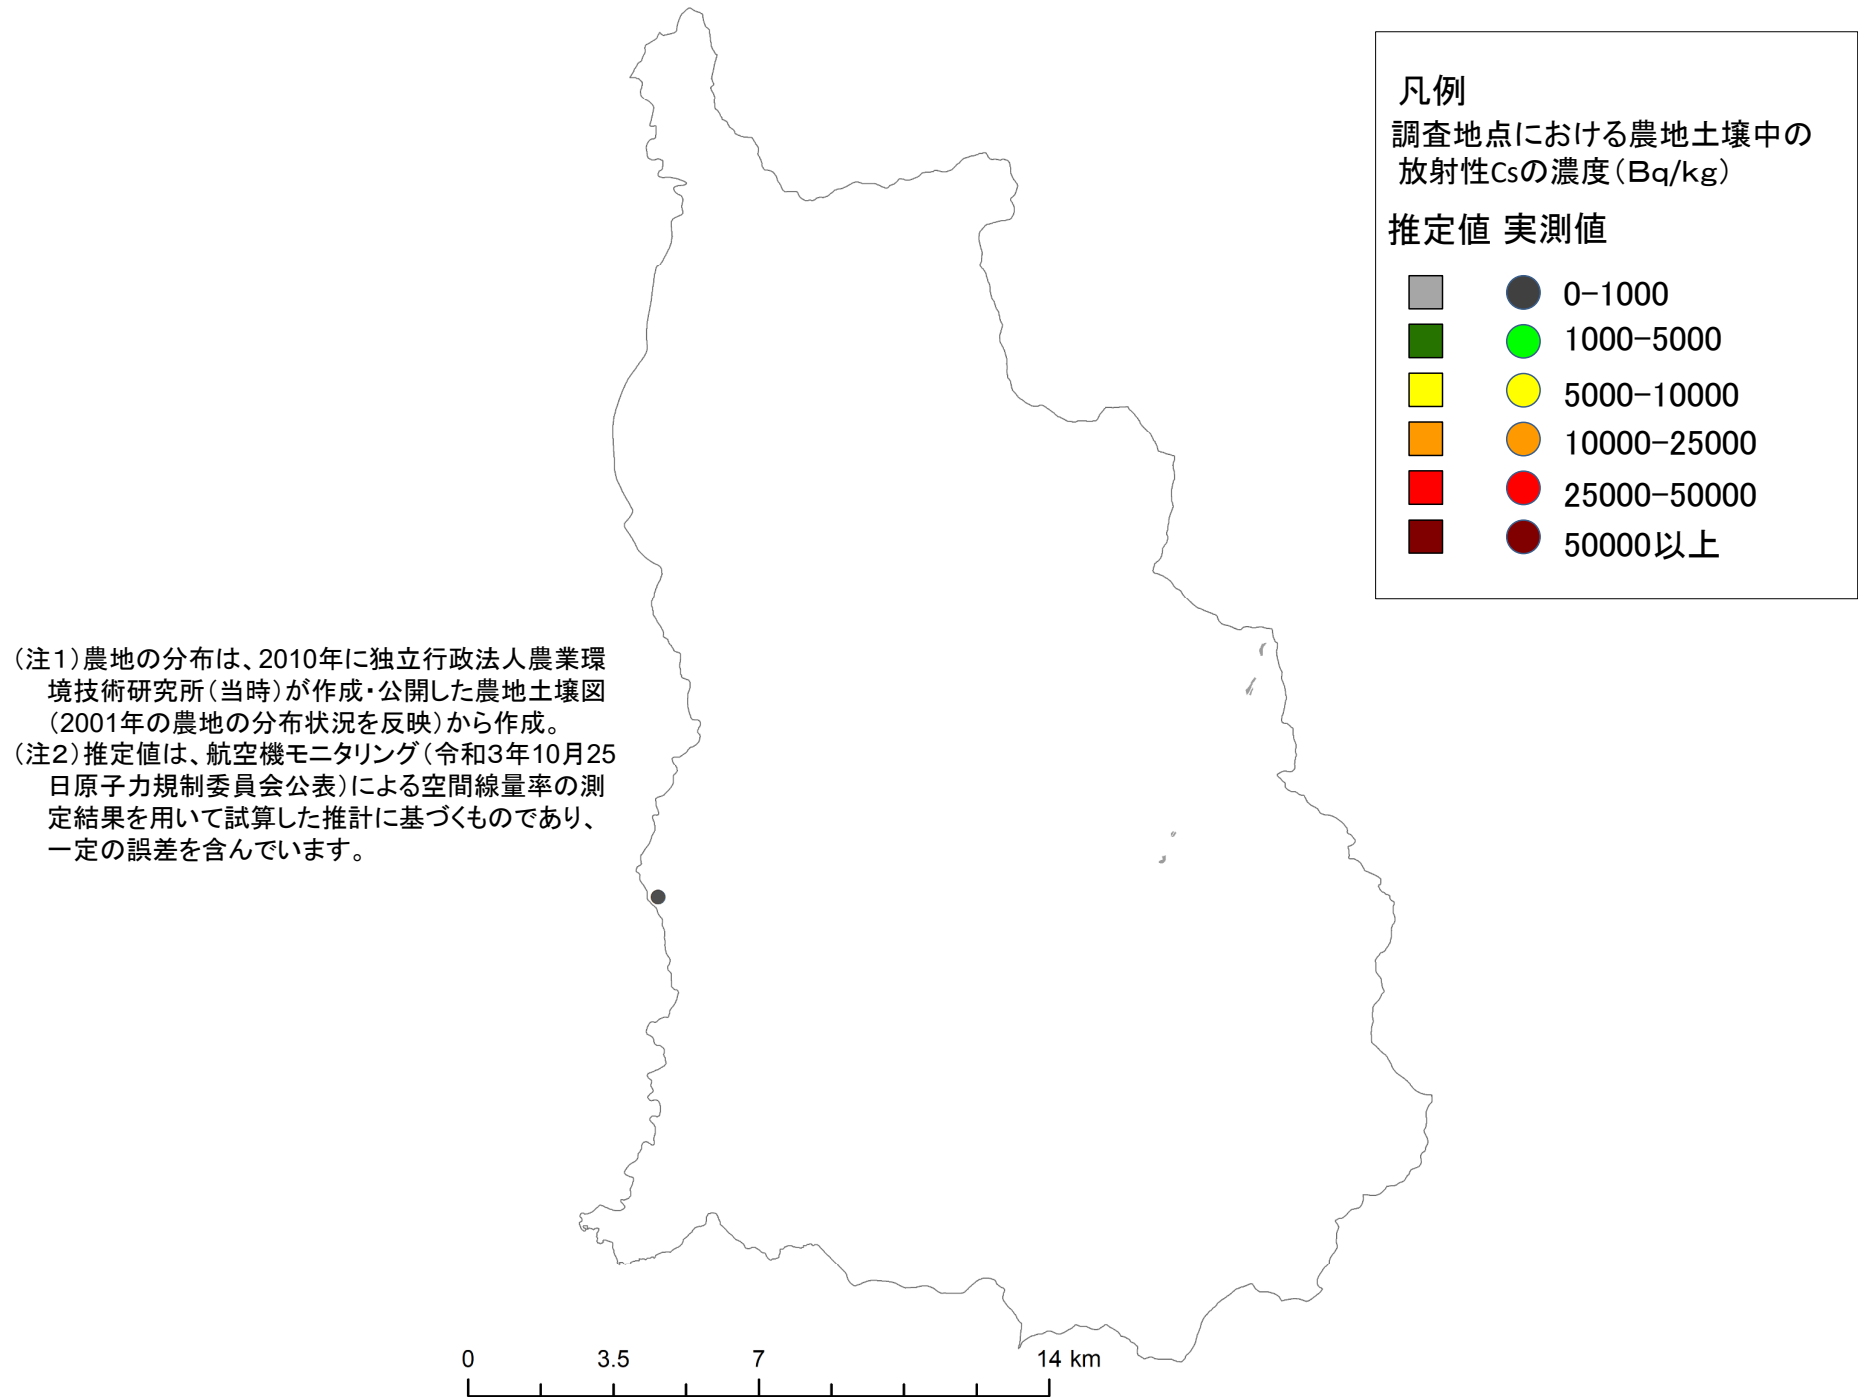 凡例
調査地点における農地土壌中の
放射性Csの濃度（Bq/kg）
推定値 実測値
0-1000
1000-5000
5000-10000
10000-25000
25000-50000
50000以上
（注１）農地の分布は、2010年に独立行政法人農業環
境技術研究所（当時）が作成・公開した農地土壌図
（2001年の農地の分布状況を反映）から作成。
（注２）推定値は、航空機モニタリング（令和3年10月25
日原子力規制委員会公表）による空間線量率の測
定結果を用いて試算した推計に基づくものであり、
一定の誤差を含んでいます。
0 3.5 7 14 km